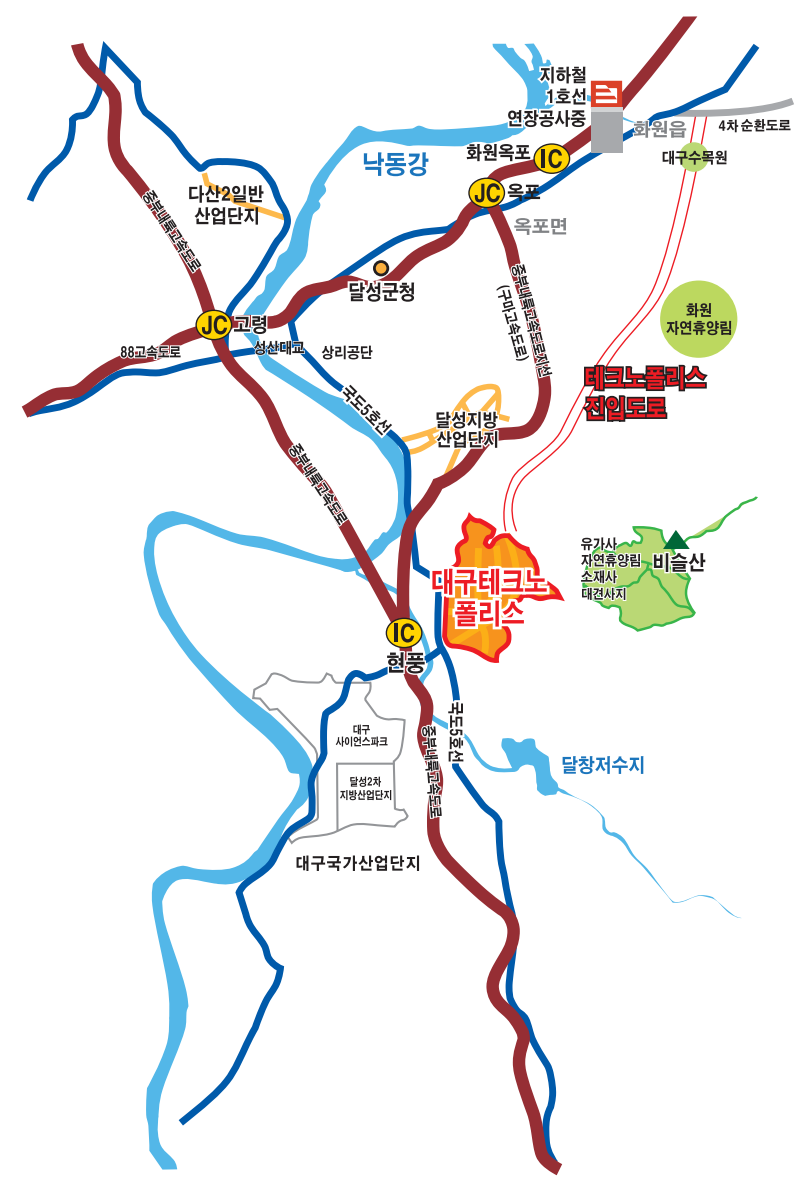 지하철
1호선
연장공사중
화원읍
4차 순환도로
낙동강
화원옥포
IC
대구수목원
JC
옥포
다산2일반
산업단지
옥포면
중부내륙고속도로
달성군청
중부내륙고속도로지선
(구마고속도로)
화원
자연휴양림
JC
고령
88고속도로
성산대교
상리공단
테크노폴리스
진입도로
국도5호선
달성지방
산업단지
중부내륙고속도로
유가사
자연휴양림
소재사
대견사지
비슬산
대구테크노
폴리스
IC
현풍
국도5호선
중부내륙고속도로
대구
사이언스파크
달성2차
지방산업단지
달창저수지
대구국가산업단지